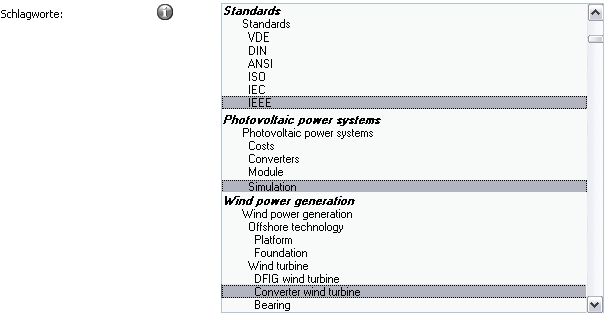 Schlagworte:
Standards
Standards
VDE
DIN
ANSI
ISO
IEC
IEEE
Photovoltaic power systems
Photovoltaic power systems
Costs
Converters
Module
Simulation
Wind power generation
Wind power generation
Offshore technology
Platform
Foundation
Wind turbine
DFIG wind turbine
Converter wind turbine
Bearing